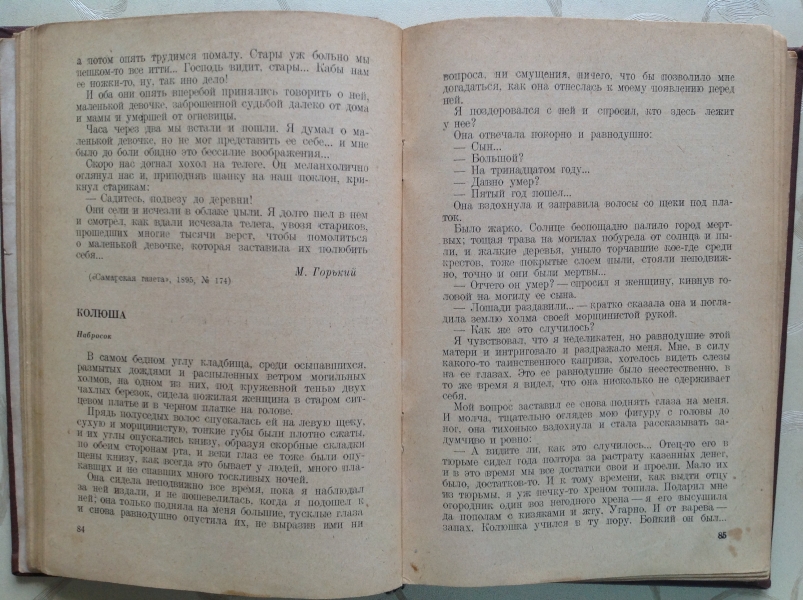 а потом опять трудимся помалу. Стары уж больно мы
пешком-то все итти... Господь видит, стары... Кабы нам
ее ножки-то, ну, так ино дело!
И оба они опять вперебой принялись говорить о ней,
маленькой девочке, заброшенной судьбой далеко от дома
и мамы и умершей от огневицы.
Часа через два мы встали и пошли. Я думал о ма-
ленькой девочке, но не мог представить ее себе... и мне
было до боли обидно это бессилие воображения...
Скоро нас догнал хохол на телеге. Он меланхолично
оглянул нас и, приподняв шапку на наш поклон, кри-
кнул старикам:
— Садитесь, подвезу до деревни!
Они сели и исчезли в облаке пыли. Я долго шел в нем
и смотрел, как вдали исчезала телега, увозя стариков,
прошедших многие тысячи верст, чтобы помолиться
о маленькой девочке, которая заставила их полюбить
себя...
М. Горький
(«Самарская газета», 1895, № 174)
КОЛЮША
Набросок
В самом бедном углу кладбища, среди осыпавшихся,
размытых дождями и распыленных ветром могильных
холмов, на одном из них, под кружевной тенью двух
чахлых березок, сидела пожилая женщина в старом сит-
цевом платье и в черном платке на голове.
Прядь полуседых волос спускалась ей на левую щеку,
сухую и морщинистую, тонкие губы были плотно сжаты,
и их углы опускались книзу, образуя скорбные складки
по обеим сторонам рта, и веки глаз ее тоже были опу-
щены книзу, как всегда это бывает у людей, много пла-
кавших и не спавших много тоскливых ночей.
Она сидела неподвижно все время, пока я наблюдал
за ней издали, и не пошевелилась, когда я подошел к
ней; она только подняла на меня большие, тусклые глаза
и снова равнодушно опустила их, не выразив ими ни
84
вопроса, ни смущения, ничего, что бы позволило мне
догадаться, как она отнеслась к моему появлению перед
ней.
Я поздоровался с ней и спросил, кто здесь лежит
у нее?
Она отвечала покорно и равнодушно:
— Сын...
— Большой?
— На тринадцатом году...
— Давно умер?
— Пятый год пошел...
Она вздохнула и заправила волосы со щеки под пла-
ток.
Было жарко. Солнце беспощадно палило город мерт-
вых; тощая трава на могилах побурела от солнца и пы-
ли, и жалкие деревья, уныло торчавшие кое-где среди
крестов, тоже покрытые слоем пыли, стояли неподвиж-
но, точно и они были мертвы...
— Отчего он умер? — спросил я женщину, кивнув го-
ловой на могилу ее сына.
— Лошади раздавили... — кратко сказала она и погла-
дила землю холма своей морщинистой рукой.
— Как же это случилось?
Я чувствовал, что я неделикатен, но равнодушие этой
матери и интриговало и раздражало меня. Мне, в силу
какого-то таинственного каприза, хотелось видеть слезы
на ее глазах. Это ее равнодушие было неестественно, в
то же время я видел, что она нисколько не сдерживает
себя.
Мой вопрос заставил ее снова поднять глаза на меня.
И молча, тщательно оглядев мою фигуру с головы до
ног, она тихонько вздохнула и стала рассказывать за-
думчиво и ровно:
— А видите ли, как это случилось... Отец-то его в
тюрьме сидел года полтора за растрату казенных денег,
и в это время мы все достатки свои и проели. Мало их
было, достатков-то. И к тому времени, как выдти отцу
из тюрьмы, я уж печку-то хреном топила. Подарил мне
огородник один воз негодного хрена — я его высушила
да пополам с кизяками и жгу. Угарно. И от варева —
запах. Колюшка учился в ту пору. Бойкий он был...
85